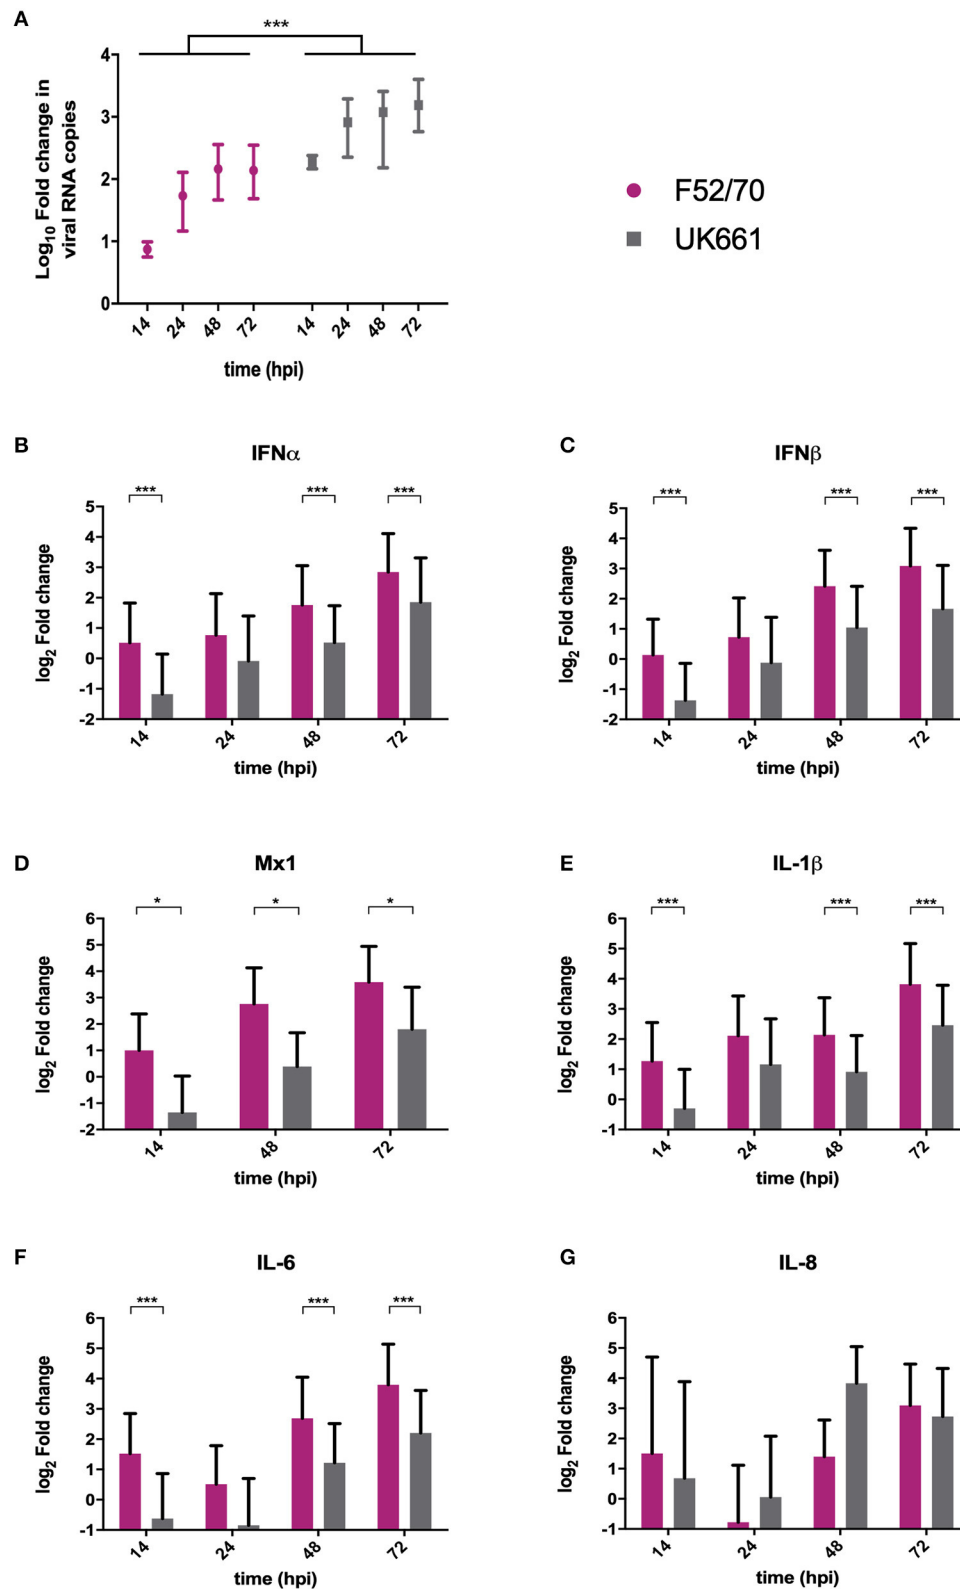 A
***
4
3
2
1
0
Log10 Fold change in
viral RNA copies
14 24 48 72 14 24 48 72
time (hpi)
F52/70
UK661
B
IFNα
*** *** ***
5
4
3
2
1
0
-1
-2
log2 Fold change
14 24 48 72
time (hpi)
C
IFNβ
*** *** ***
5
4
3
2
1
0
-1
-2
log2 Fold change
14 24 48 72
time (hpi)
D
Mx1
* * *
6
5
4
3
2
1
0
-1
-2
log2 Fold change
14 48 72
time (hpi)
E
IL-1β
*** *** ***
6
5
4
3
2
1
0
-1
log2 Fold change
14 24 48 72
time (hpi)
F
IL-6
*** *** ***
6
5
4
3
2
1
0
-1
log2 Fold change
14 24 48 72
time (hpi)
G
IL-8
6
5
4
3
2
1
0
-1
log2 Fold change
14 24 48 72
time (hpi)